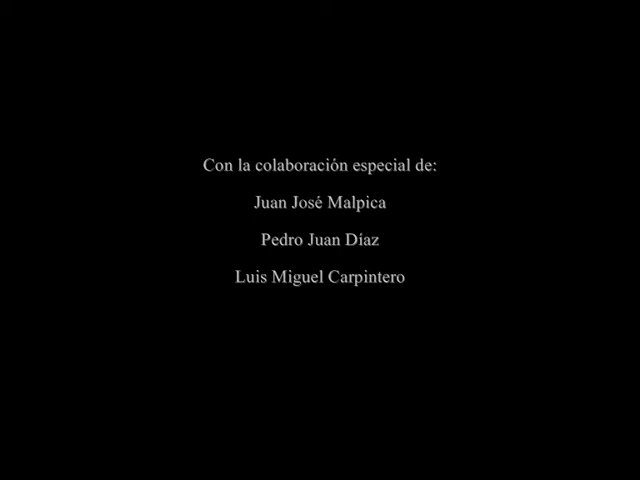 Con la colaboración especial de:
Juan José Malpica
Pedro Juan Díaz
Luis Miguel Carpintero